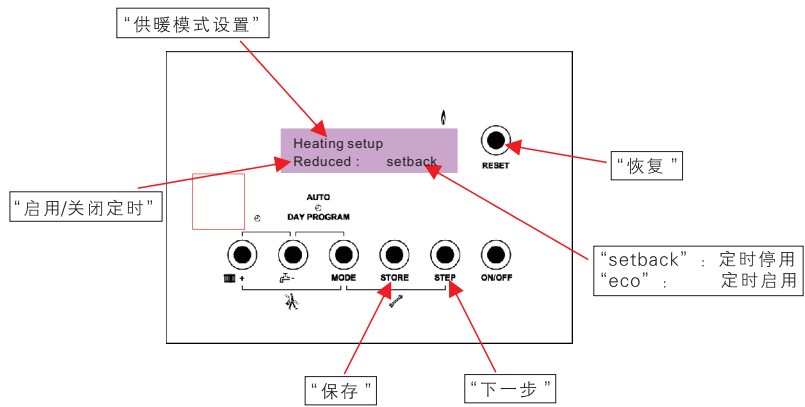 “供暖模式设置”
Heating setup
Reduced : setback
RESET
“恢复 ”
“启用/关闭定时”
AUTO
DAY PROGRAM
“setback” ： 定时停用
“eco” ： 定时启用
+
-
MODE
STORE
STEP
ON/OFF
“保存 ”
“下一步 ”